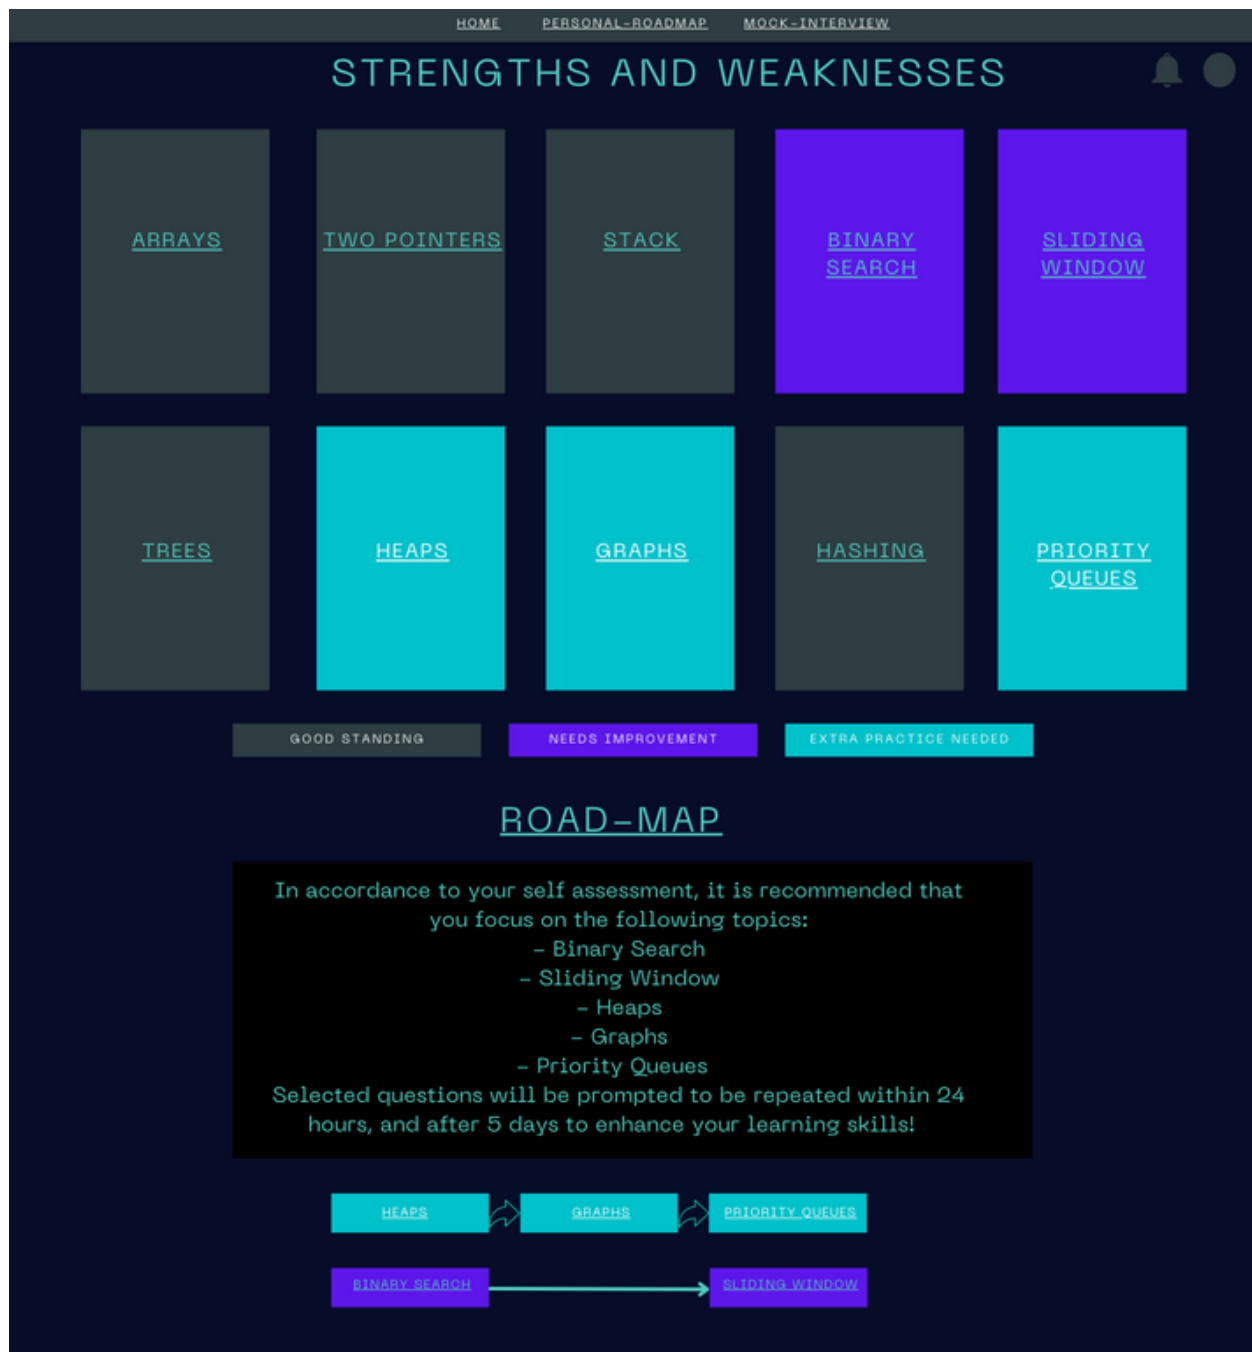 HOME PERSONAL-ROADMAP MOCK-INTERVIEW
STRENGTHS AND WEAKNESSES
ARRAYS
TWO POINTERS
STACK
BINARY
SEARCH
SLIDING
WINDOW
TREES
HEAPS
GRAPHS
HASHING
PRIORITY
QUEUES
GOOD STANDING
NEEDS IMPROVEMENT
EXTRA PRACTICE NEEDED
ROAD-MAP
In accordance to your self assessment, it is recommended that
you focus on the following topics:
- Binary Search
- Sliding Window
- Heaps
- Graphs
- Priority Queues
Selected questions will be prompted to be repeated within 24
hours, and after 5 days to enhance your learning skills!
HEAPS
GRAPHS
PRIORITY QUEUES
BINARY SEARCH
SLIDING WINDOW